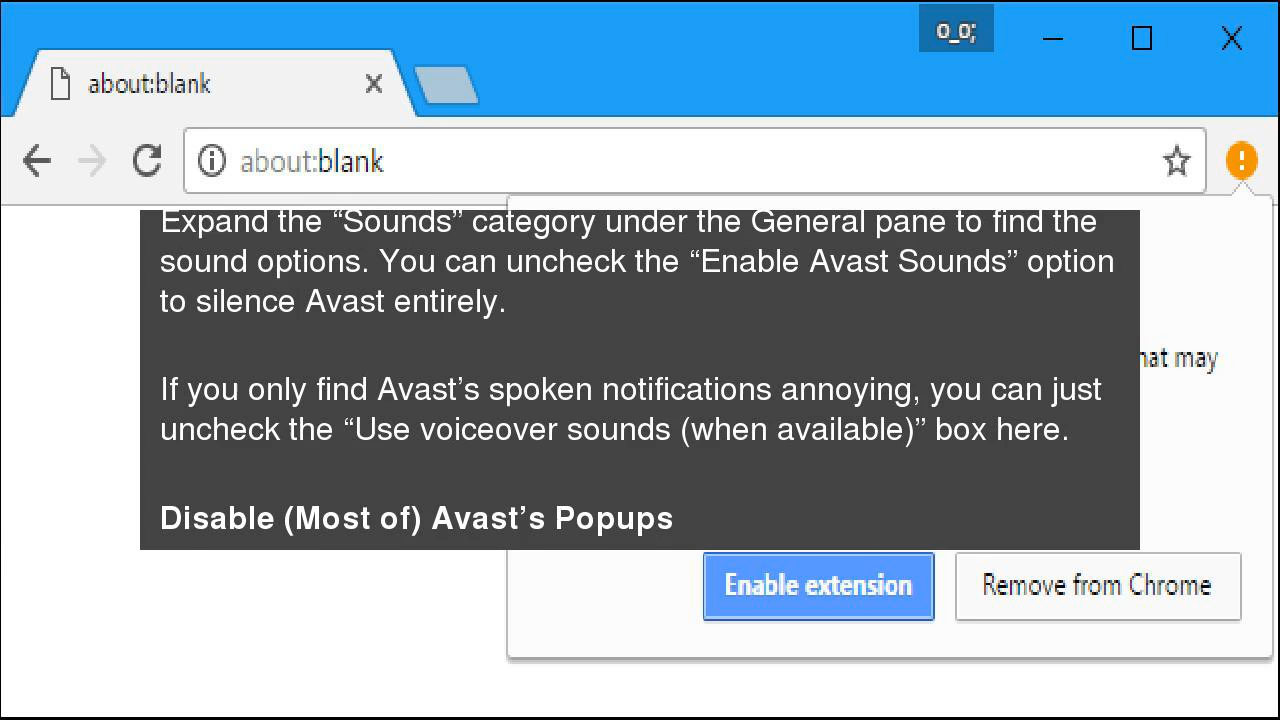 o_o;
about:blank
about:blank
Expand the “Sounds” category under the General pane to find the
sound options. You can uncheck the “Enable Avast Sounds” option
to silence Avast entirely.
If you only find Avast’s spoken notifications annoying, you can just
uncheck the “Use voiceover sounds (when available)” box here.
Disable (Most of) Avast’s Popups
may
Enable extension
Remove from Chrome